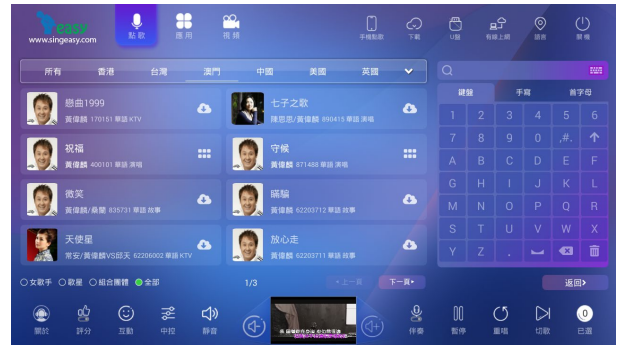 easy
www.singeasy.com
點歌
應用
視頻
手機點歌
下載
U盤
有線上網
語言
關機
所有 香港 台灣 澳門 中國 美國 英國
戀曲1999
黃偉麟 170151 華語 KTV
七子之歌
陳思思/黃偉麟 890415 華語 演唱
祝福
黃偉麟 400101 華語 演唱
守候
黃偉麟 871488 華語 演唱
微笑
黃偉麟/桑蘭 835731 華語 故事
瞞騙
黃偉麟 62203712 華語 故事
天使星
常安/黃偉麟VS邱天 62206002 華語 KTV
放心走
黃偉麟 62203711 華語 故事
鍵盤 手寫 首字母
1 2 3 4 5 6
7 8 9 0 ,#.
A B C D E F
G H I J K L
M N O P Q R
S T U V W X
Y Z .
女歌手 歌星 組合團體 全部
1/3
上一頁
下一頁
返回
關於
評分
互動
中控
靜音
伴奏
暫停
重唱
切歌
0
已選